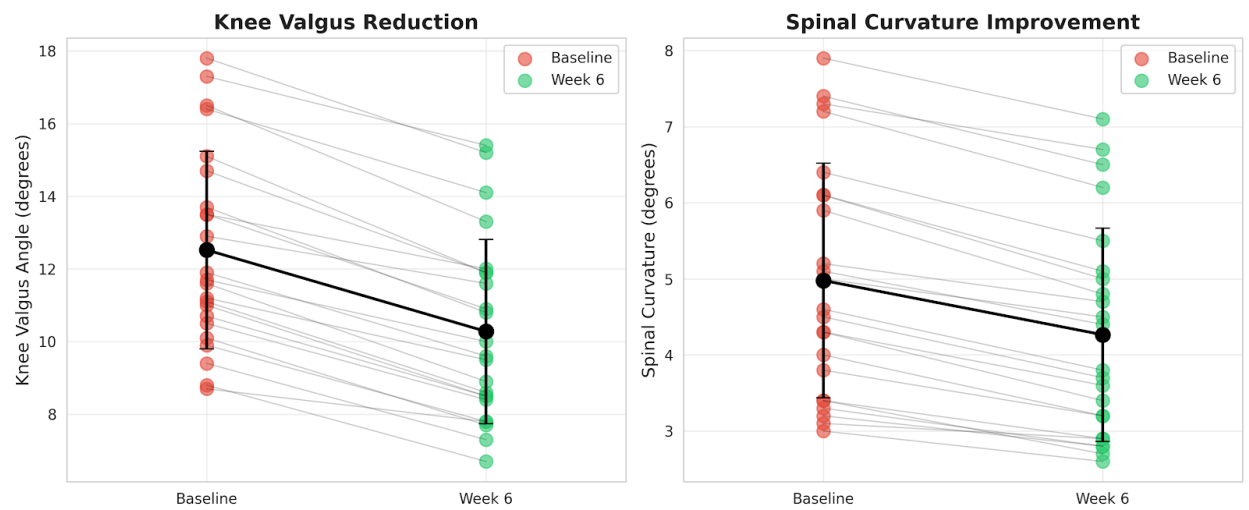 Knee Valgus Reduction
Knee Valgus Angle (degrees)
18
16
14
12
10
8
Baseline
Week 6
Baseline
Week 6
Spinal Curvature Improvement
Spinal Curvature (degrees)
8
7
6
5
4
3
Baseline
Week 6
Baseline
Week 6